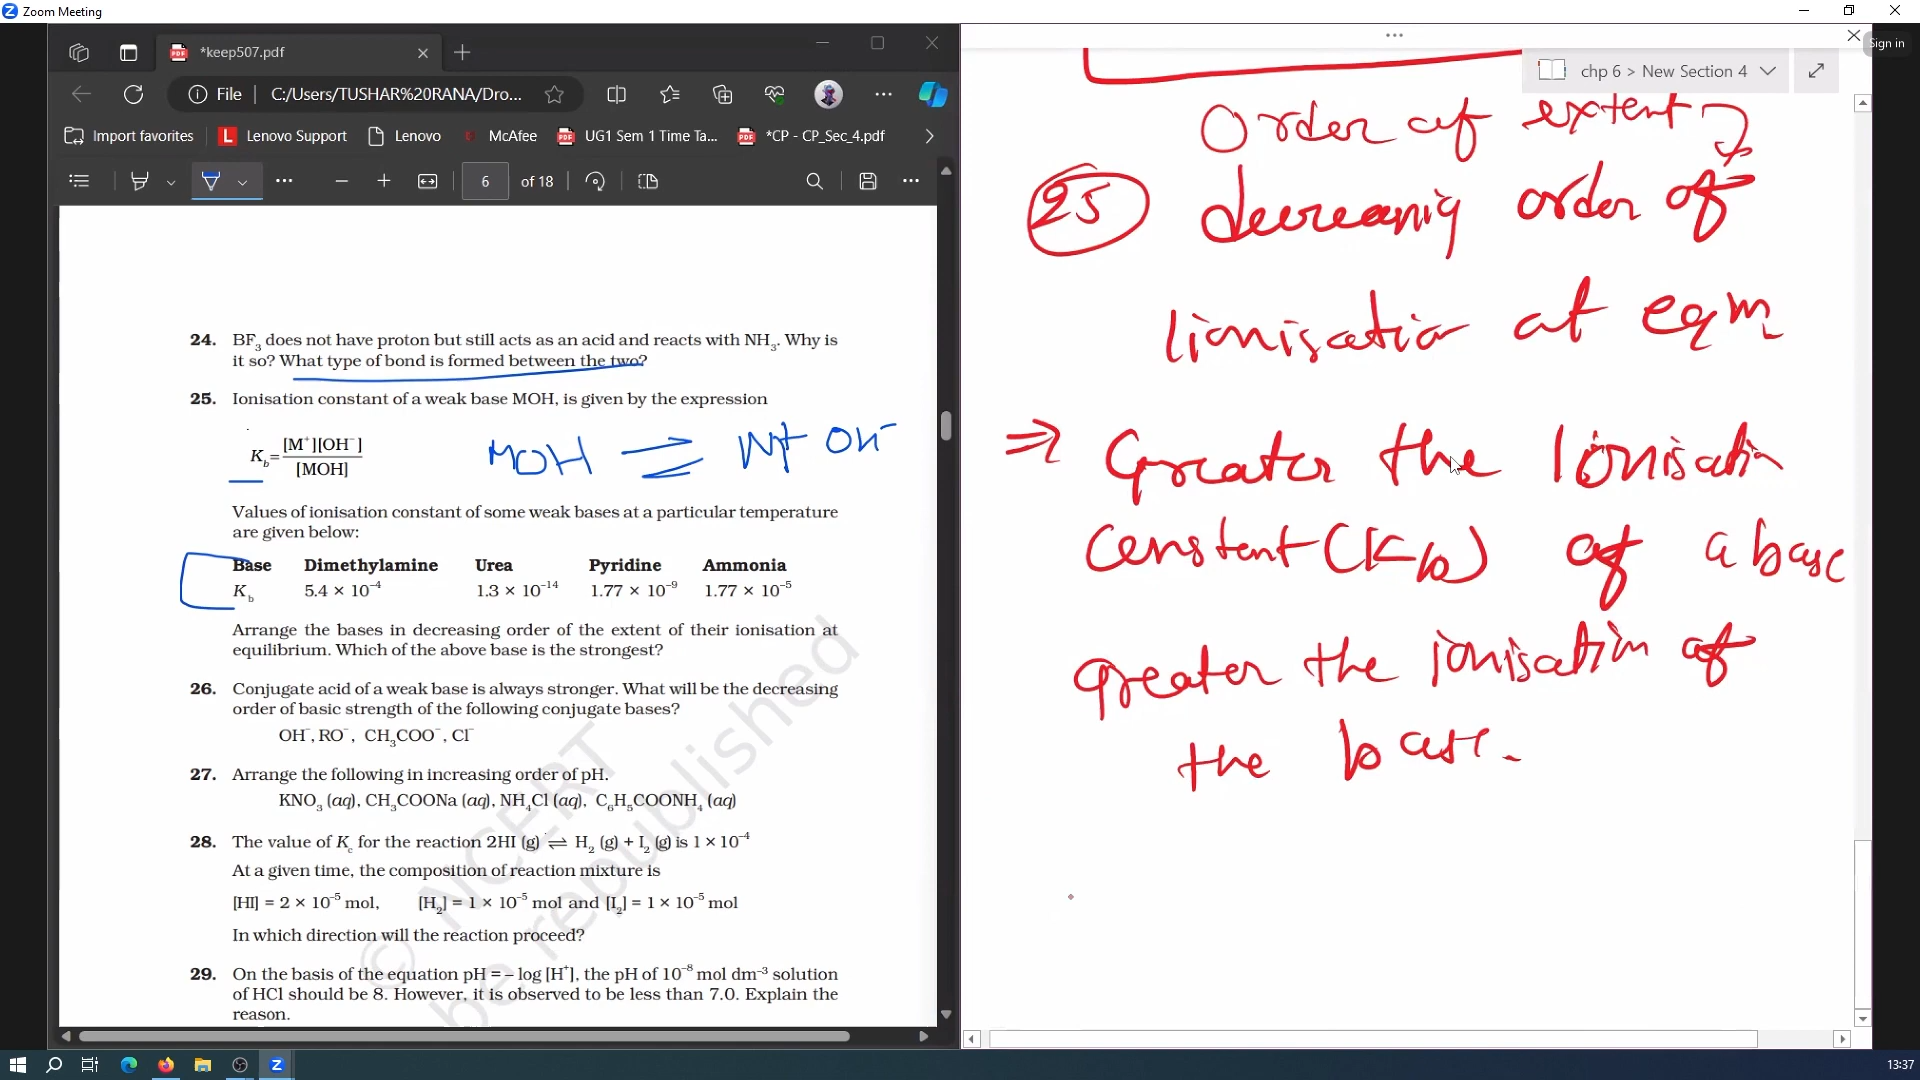 Zoom Meeting
*keep507.pdf
Sign in
File C:/Users/TUSHAR%20RANA/Dro...
chp 6 > New Section 4
Import favorites Lenovo Support Lenovo McAfee UG1 Sem 1 Time Ta... *CP - CP_Sec_4.pdf
6 of 18
24. BF₃ does not have proton but still acts as an acid and reacts with NH₃. Why is
it so? What type of bond is formed between the two?
25. Ionisation constant of a weak base MOH, is given by the expression
K_b = [M⁺][OH⁻] / [MOH]
MOH ⇌ M⁺ OH⁻
Values of ionisation constant of some weak bases at a particular temperature
are given below:
Base Dimethylamine Urea Pyridine Ammonia
K_b 5.4 × 10⁻⁴ 1.3 × 10⁻¹⁴ 1.77 × 10⁻⁹ 1.77 × 10⁻⁵
Arrange the bases in decreasing order of the extent of their ionisation at
equilibrium. Which of the above base is the strongest?
26. Conjugate acid of a weak base is always stronger. What will be the decreasing
order of basic strength of the following conjugate bases?
OH⁻, RO⁻, CH₃COO⁻, Cl⁻
27. Arrange the following in increasing order of pH.
KNO₃ (aq), CH₃COONa (aq), NH₄Cl (aq), C₆H₅COONH₄ (aq)
28. The value of K_c for the reaction 2HI (g) ⇌ H₂ (g) + I₂ (g) is 1 × 10⁻⁴
At a given time, the composition of reaction mixture is
[HI] = 2 × 10⁻⁵ mol, [H₂] = 1 × 10⁻⁵ mol and [I₂] = 1 × 10⁻⁵ mol
In which direction will the reaction proceed?
29. On the basis of the equation pH = – log [H⁺], the pH of 10⁻⁸ mol dm⁻³ solution
of HCl should be 8. However, it is observed to be less than 7.0. Explain the
reason.
© NCERT
be republished
Order of extent
25 decreasing order of
ionisation at eqm
⇒ Greater the Ionisation
constant (Kb) of a base
greater the ionisation of
the base.
13:37